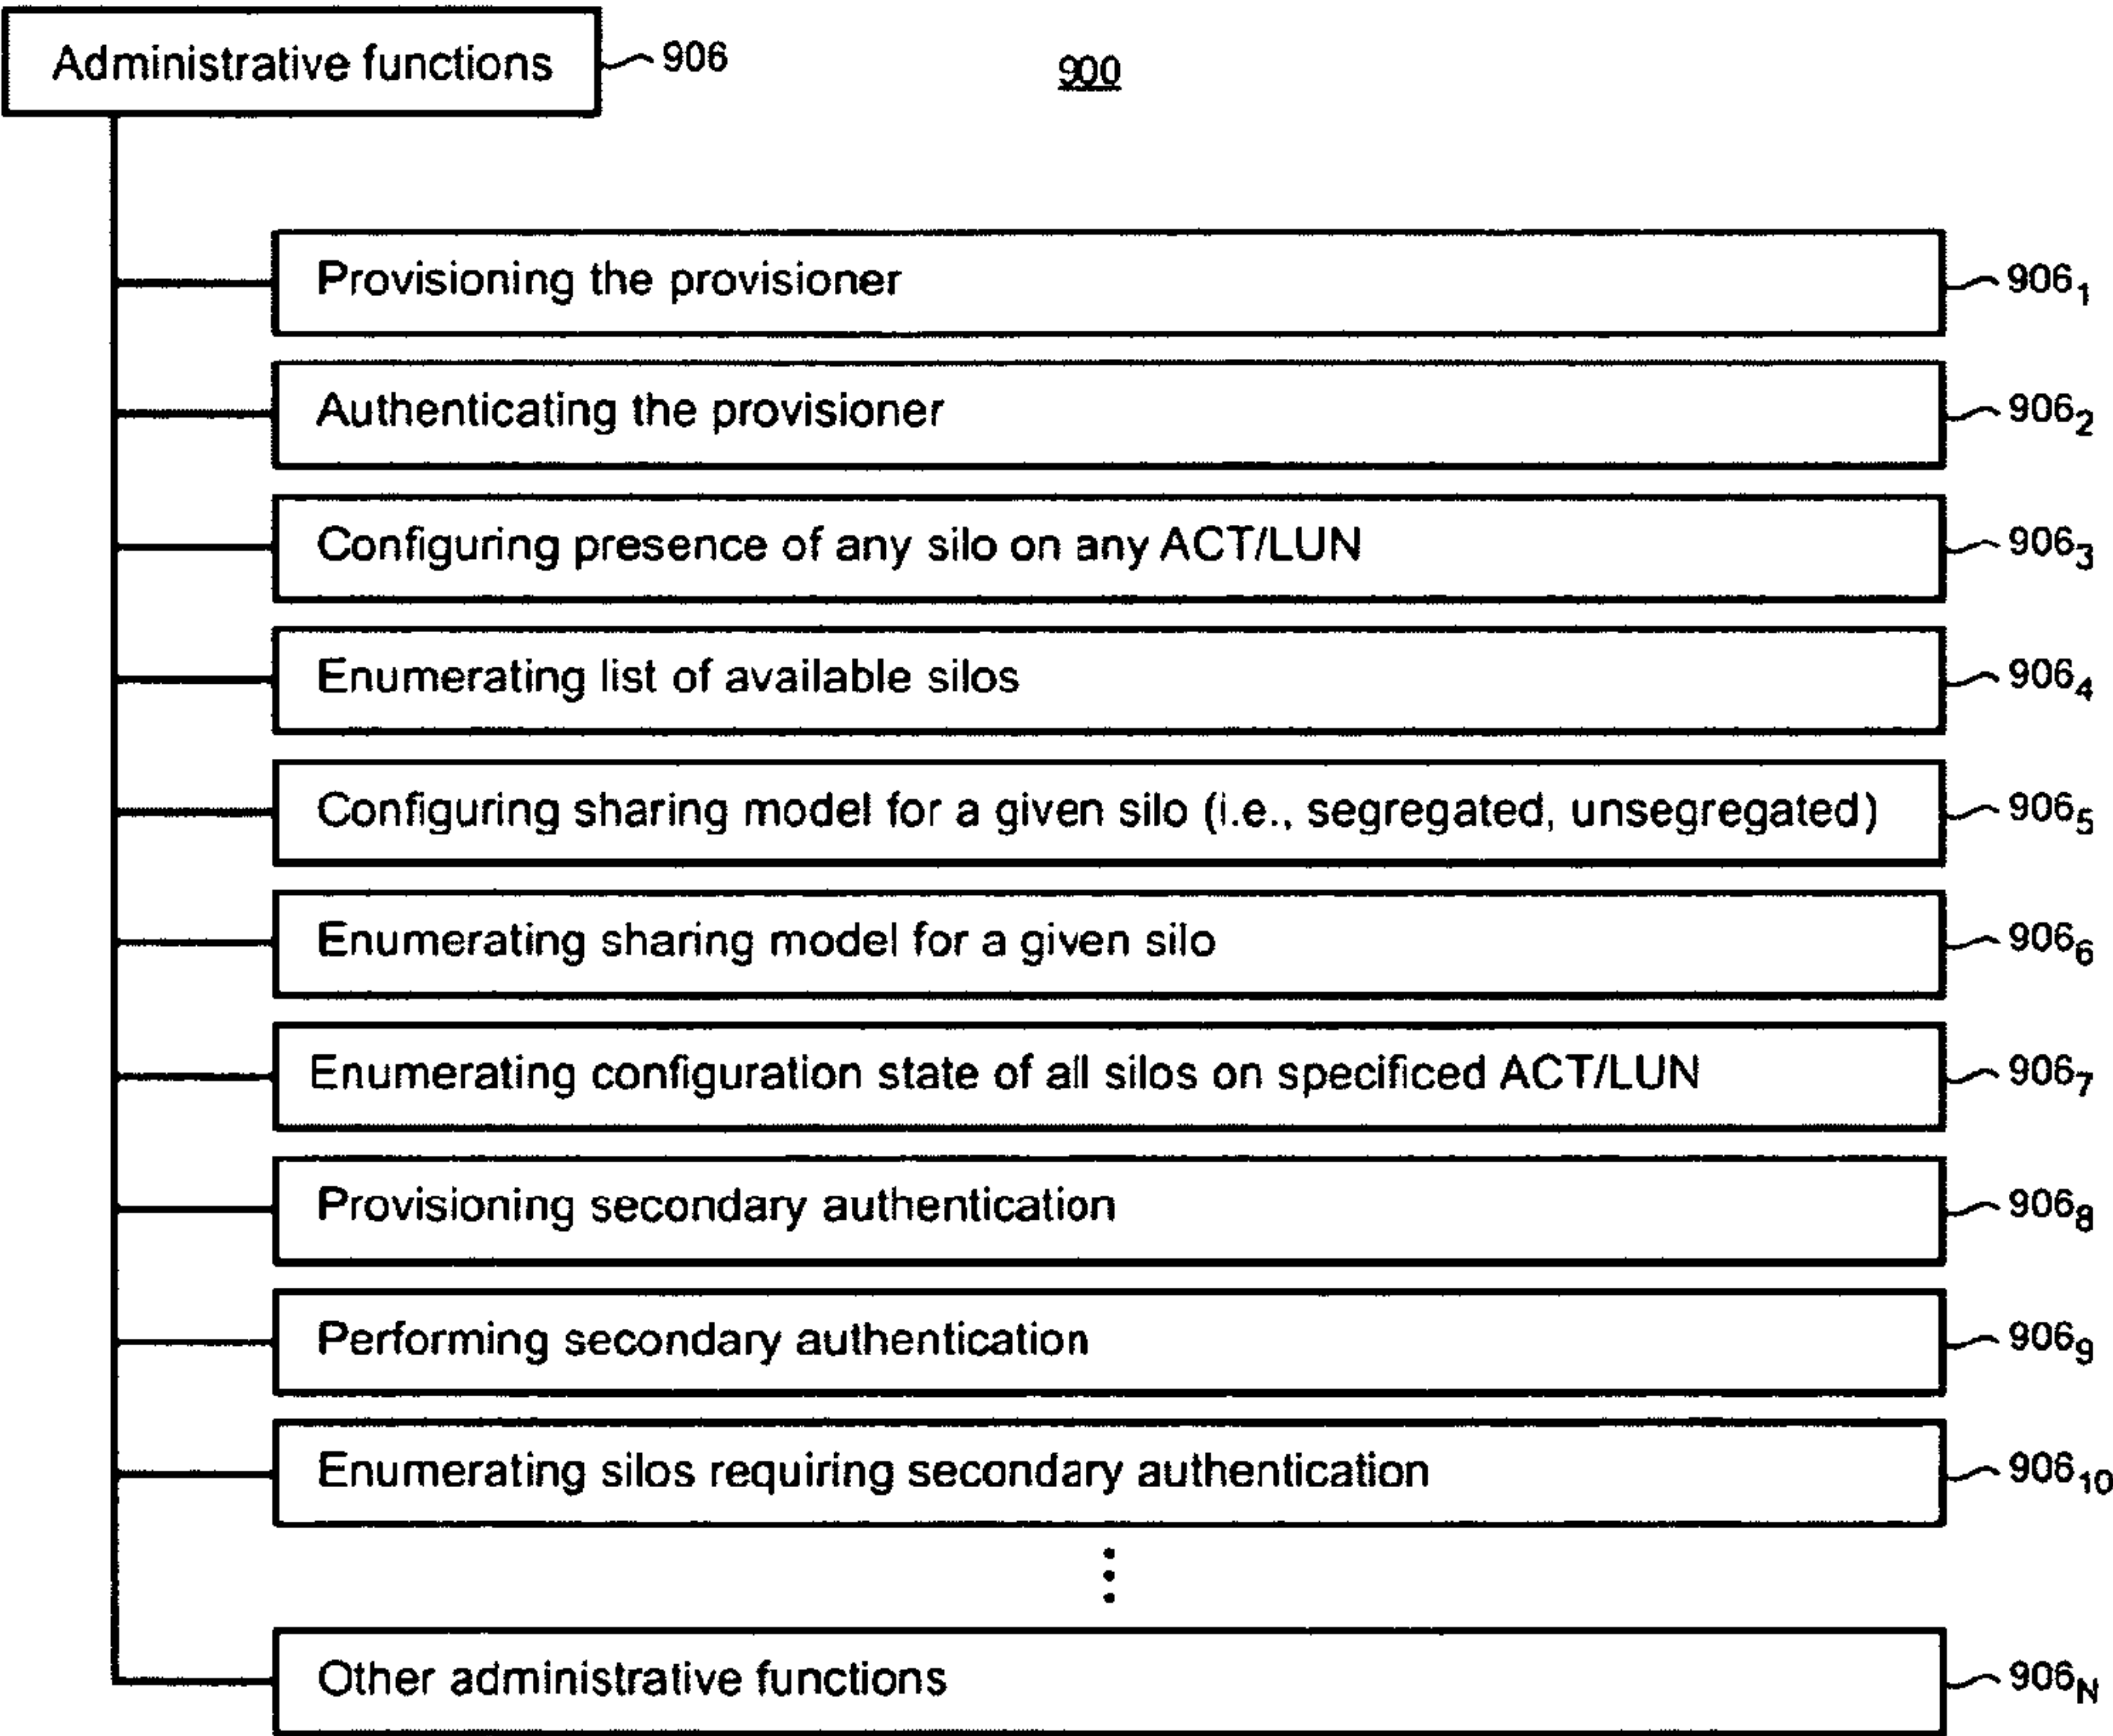 Administrative functions 906
900
Provisioning the provisioner 906₁
Authenticating the provisioner 906₂
Configuring presence of any silo on any ACT/LUN 906₃
Enumerating list of available silos 906₄
Configuring sharing model for a given silo (i.e., segregated, unsegregated) 906₅
Enumerating sharing model for a given silo 906₆
Enumerating configuration state of all silos on specificed ACT/LUN 906₇
Provisioning secondary authentication 906₈
Performing secondary authentication 906₉
Enumerating silos requiring secondary authentication 906₁₀
Other administrative functions 906_N